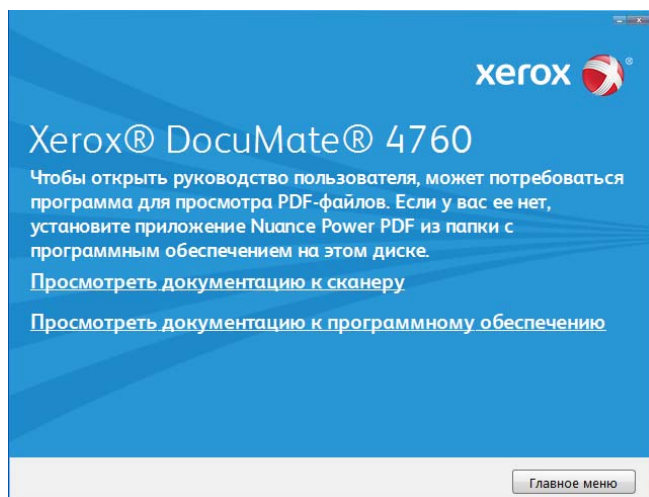 xerox ®
Xerox® DocuMate® 4760
Чтобы открыть руководство пользователя, может потребоваться
программа для просмотра PDF-файлов. Если у вас ее нет,
установите приложение Nuance Power PDF из папки с
программным обеспечением на этом диске.
Просмотреть документацию к сканеру
Просмотреть документацию к программному обеспечению
Главное меню